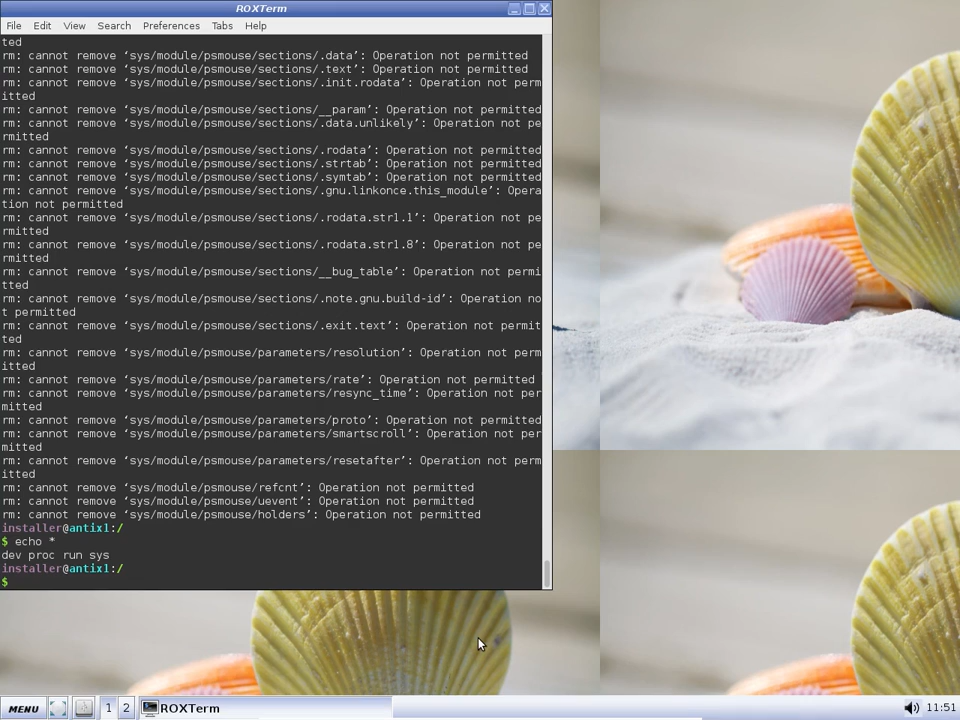 ROXTerm
File Edit View Search Preferences Tabs Help
ted
rm: cannot remove ‘sys/module/psmouse/sections/.data’: Operation not permitted
rm: cannot remove ‘sys/module/psmouse/sections/.text’: Operation not permitted
rm: cannot remove ‘sys/module/psmouse/sections/.init.rodata’: Operation not perm
itted
rm: cannot remove ‘sys/module/psmouse/sections/__param’: Operation not permitted
rm: cannot remove ‘sys/module/psmouse/sections/.data.unlikely’: Operation not pe
rmitted
rm: cannot remove ‘sys/module/psmouse/sections/.rodata’: Operation not permitted
rm: cannot remove ‘sys/module/psmouse/sections/.strtab’: Operation not permitted
rm: cannot remove ‘sys/module/psmouse/sections/.symtab’: Operation not permitted
rm: cannot remove ‘sys/module/psmouse/sections/.gnu.linkonce.this_module’: Opera
tion not permitted
rm: cannot remove ‘sys/module/psmouse/sections/.rodata.str1.1’: Operation not pe
rmitted
rm: cannot remove ‘sys/module/psmouse/sections/.rodata.str1.8’: Operation not pe
rmitted
rm: cannot remove ‘sys/module/psmouse/sections/__bug_table’: Operation not permi
tted
rm: cannot remove ‘sys/module/psmouse/sections/.note.gnu.build-id’: Operation no
t permitted
rm: cannot remove ‘sys/module/psmouse/sections/.exit.text’: Operation not permit
ted
rm: cannot remove ‘sys/module/psmouse/parameters/resolution’: Operation not perm
itted
rm: cannot remove ‘sys/module/psmouse/parameters/rate’: Operation not permitted
rm: cannot remove ‘sys/module/psmouse/parameters/resync_time’: Operation not per
mitted
rm: cannot remove ‘sys/module/psmouse/parameters/proto’: Operation not permitted
rm: cannot remove ‘sys/module/psmouse/parameters/smartscroll’: Operation not per
mitted
rm: cannot remove ‘sys/module/psmouse/parameters/resetafter’: Operation not perm
itted
rm: cannot remove ‘sys/module/psmouse/refcnt’: Operation not permitted
rm: cannot remove ‘sys/module/psmouse/uevent’: Operation not permitted
rm: cannot remove ‘sys/module/psmouse/holders’: Operation not permitted
installer@antix1:/
$ echo *
dev proc run sys
installer@antix1:/
$
MENU 1 2 ROXTerm 11:51